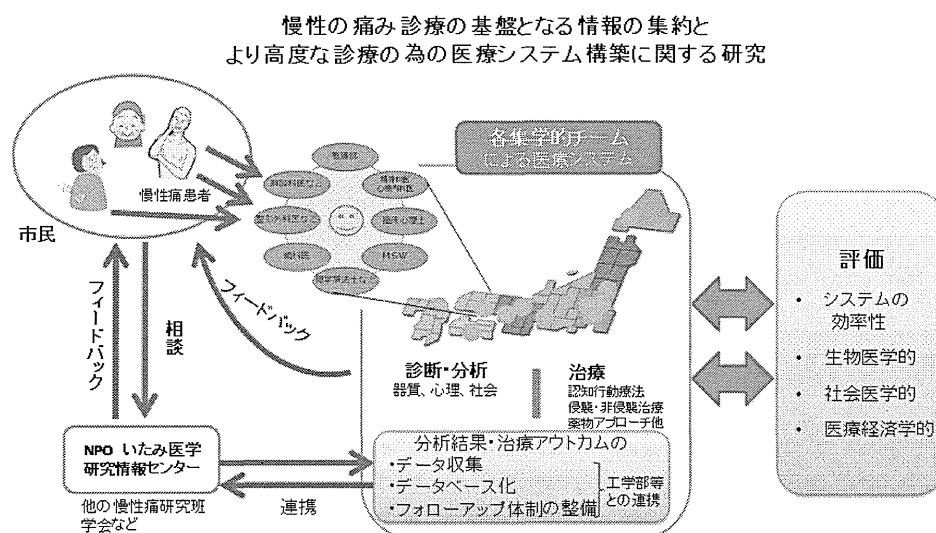 慢性の痛み診療の基盤となる情報の集約と
より高度な診療の為の医療システム構築に関する研究
各集学的チーム
による医療システム
看護師
精神科医
心療内科医
麻酔科医など
整形外科医など
臨床心理士
歯科医
MSW
理学療法士など
慢性痛患者
市民
フィードバック
相談
フィードバック
診断・分析
器質、心理、社会
治療
認知行動療法
侵襲・非侵襲治療
薬物アプローチ他
評価
・ システムの
効率性
・ 生物医学的
・ 社会医学的
・ 医療経済学的
NPO いたみ医学
研究情報センター
他の慢性痛研究班
学会など
連携
分析結果・治療アウトカムの
・データ収集
・データベース化
・フォローアップ体制の整備
工学部等
との連携